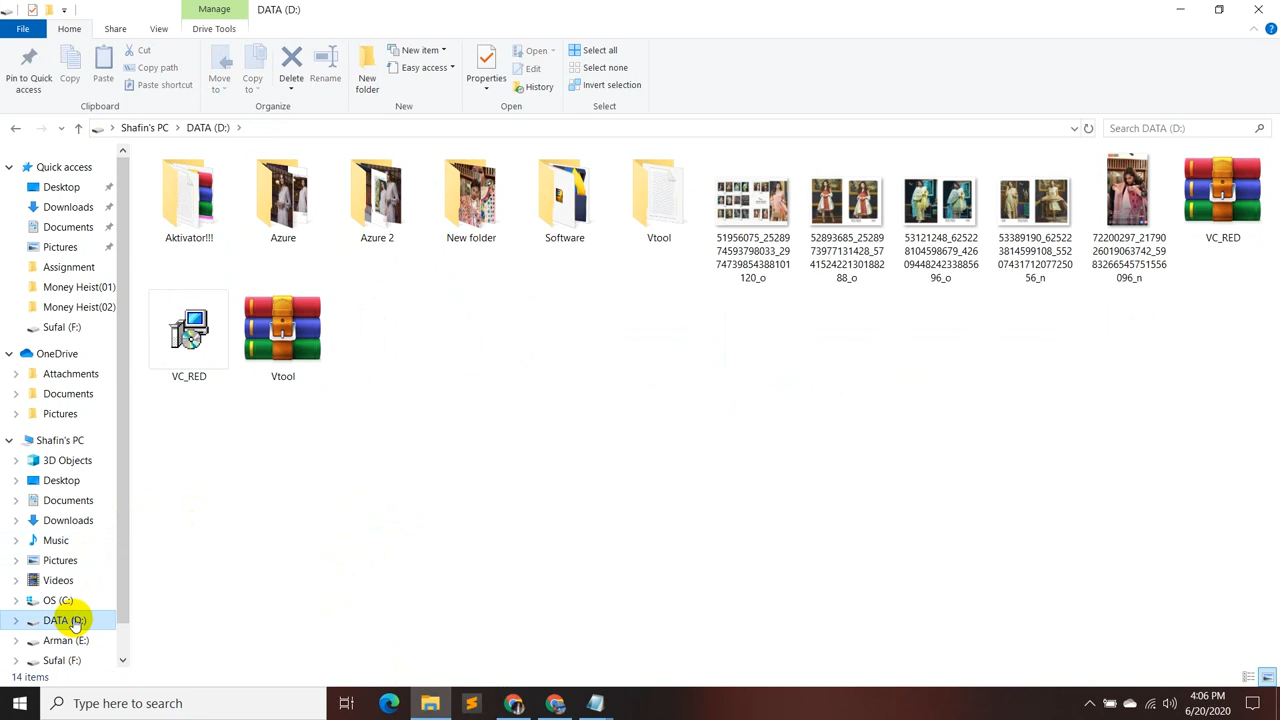 Manage
DATA (D:)
File
Home
Share
View
Drive Tools
Pin to Quick access
Copy
Paste
Cut
Copy path
Paste shortcut
Clipboard
Move to
Copy to
Delete
Rename
Organize
New folder
New item
Easy access
New
Properties
Open
Edit
History
Open
Select all
Select none
Invert selection
Select
Shafin's PC
DATA (D:)
Search DATA (D:)
Quick access
Desktop
Downloads
Documents
Pictures
Assignment
Money Heist(01)
Money Heist(02)
Sufal (F:)
OneDrive
Attachments
Documents
Pictures
Shafin's PC
3D Objects
Desktop
Documents
Downloads
Music
Pictures
Videos
OS (C:)
DATA (D:)
Arman (E:)
Sufal (F:)
Aktivator!!!
Azure
Azure 2
New folder
Software
Vtool
51956075_25289
74593798033_29
74739854388101
120_o
52893685_25289
73977131428_57
41524221301882
88_o
53121248_62522
8104598679_426
09448242338856
96_o
53389190_62522
3814599108_552
07431712077250
56_n
72200297_21790
26019063742_59
83266545751556
096_n
VC_RED
VC_RED
Vtool
14 items
Type here to search
4:06 PM
6/20/2020